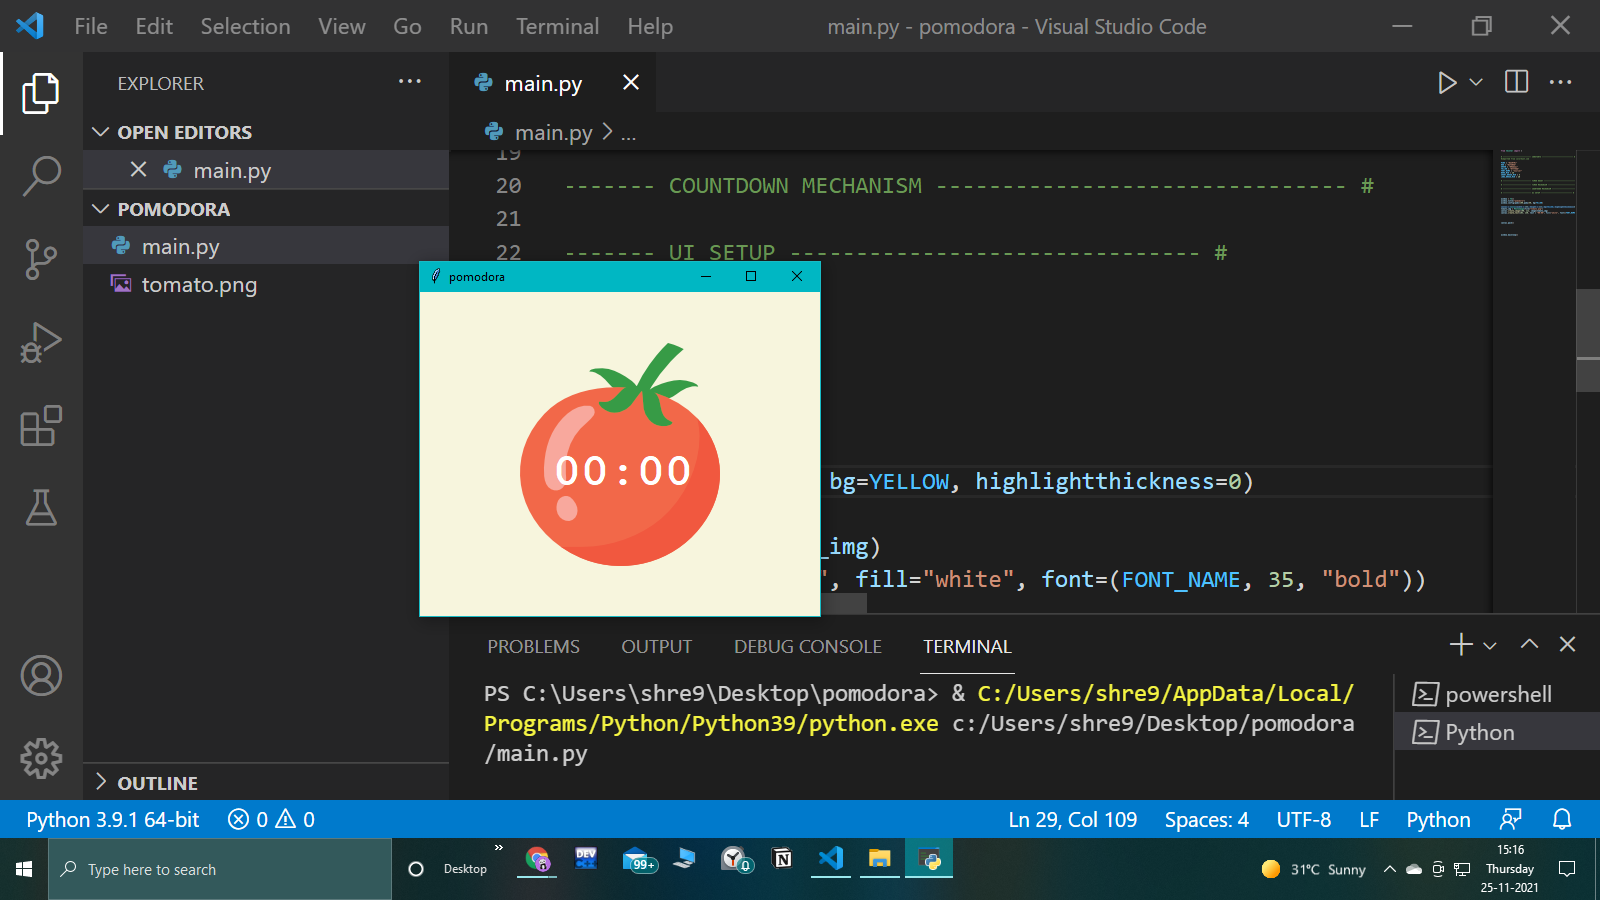 File Edit Selection View Go Run Terminal Help main.py - pomodora - Visual Studio Code
EXPLORER
OPEN EDITORS
main.py
POMODORA
main.py
tomato.png
OUTLINE
main.py
main.py > ...
19
20 ------- COUNTDOWN MECHANISM ------------------------------- #
21
22 ------- UI SETUP ------------------------------- #
pomodora
00:00
bg=YELLOW, highlightthickness=0)
_img)
", fill="white", font=(FONT_NAME, 35, "bold"))
PROBLEMS OUTPUT DEBUG CONSOLE TERMINAL
PS C:\Users\shre9\Desktop\pomodora> & C:/Users/shre9/AppData/Local/
Programs/Python/Python39/python.exe c:/Users/shre9/Desktop/pomodora
/main.py
powershell
Python
Python 3.9.1 64-bit 0 0 Ln 29, Col 109 Spaces: 4 UTF-8 LF Python
Type here to search Desktop » DEV 99+ 0 31°C Sunny
15:16
Thursday
25-11-2021